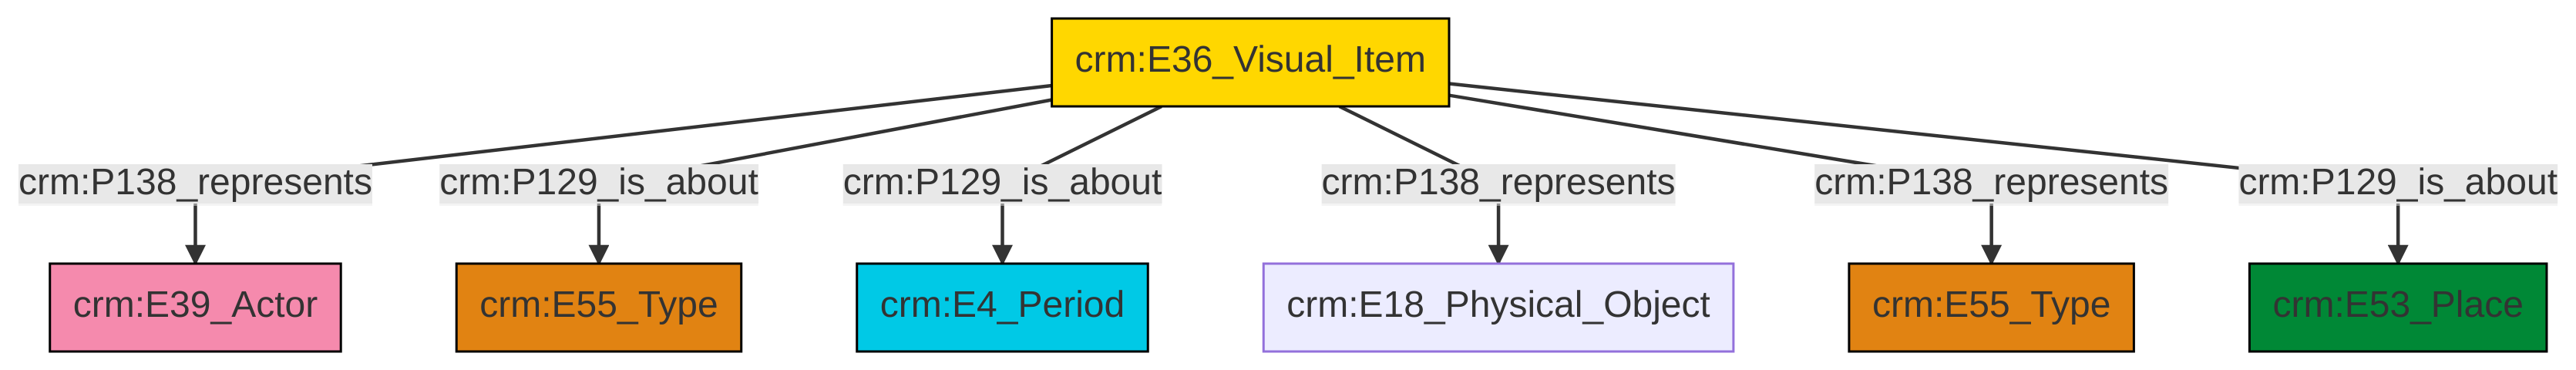 crm:E36_Visual_Item
crm:P138_represents
crm:P129_is_about
crm:P129_is_about
crm:P138_represents
crm:P138_represents
crm:P129_is_about
crm:E39_Actor
crm:E55_Type
crm:E4_Period
crm:E18_Physical_Object
crm:E55_Type
crm:E53_Place